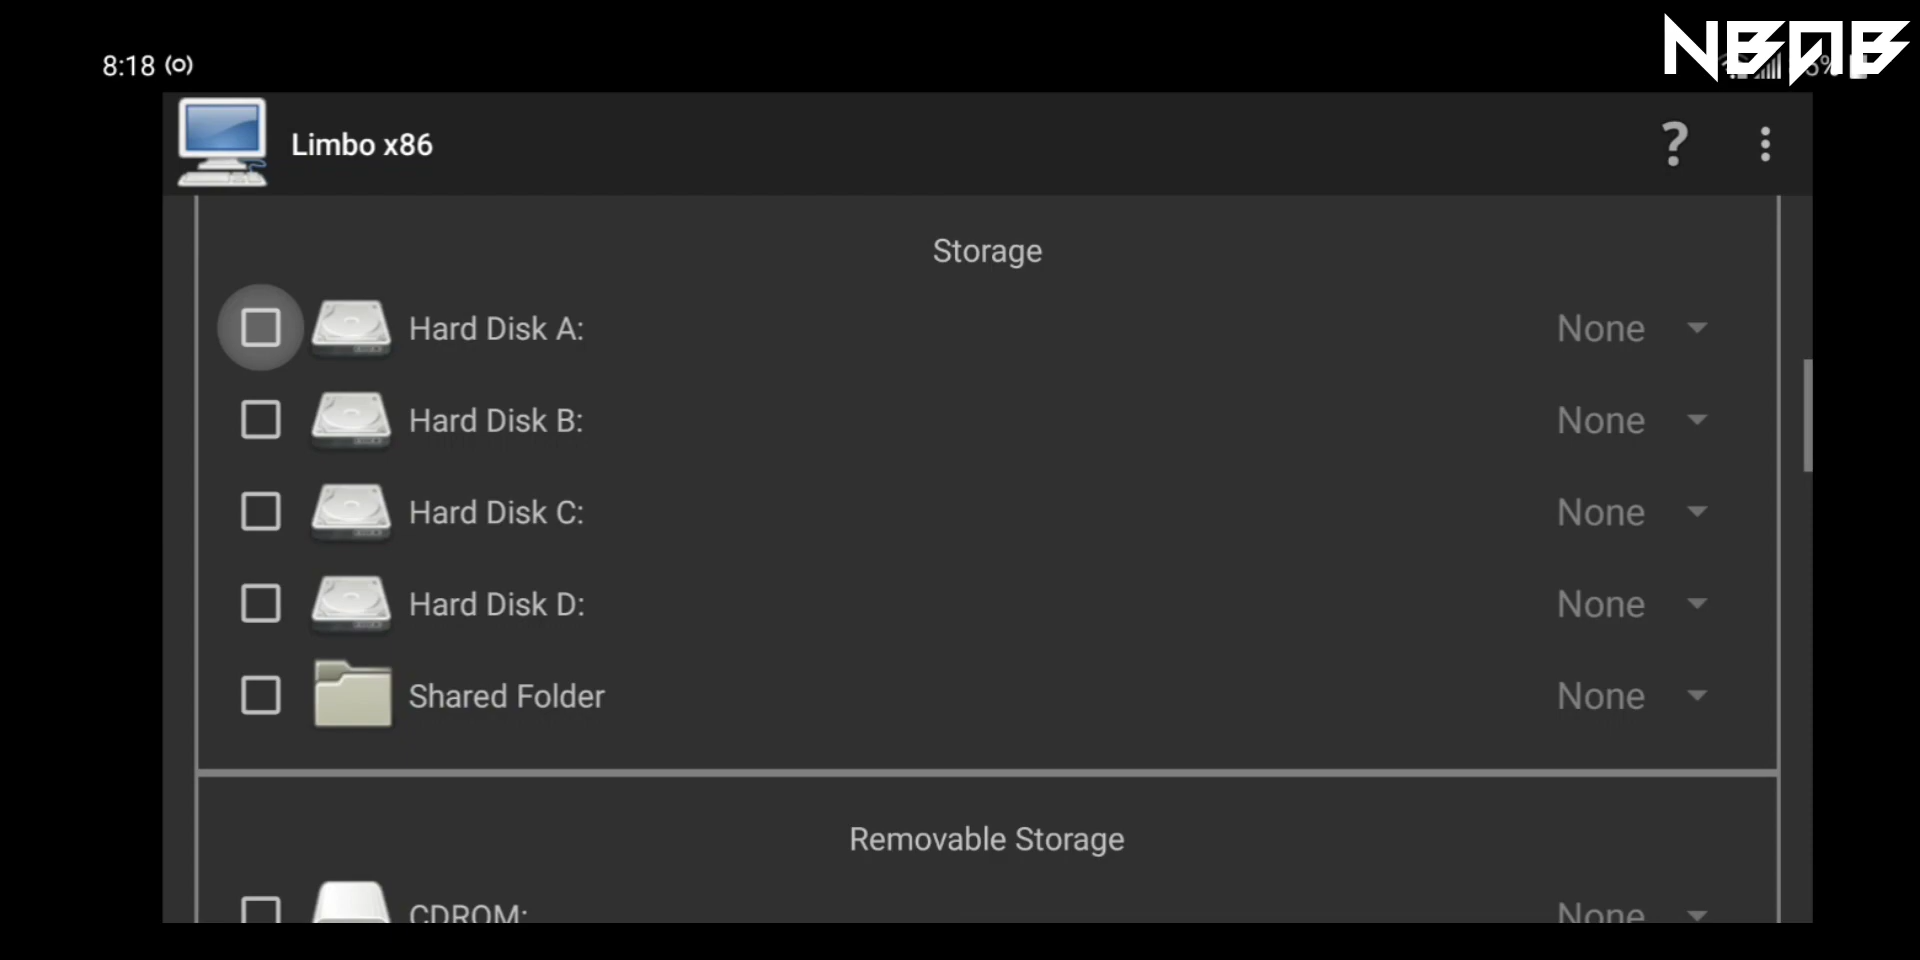 NBAB
8:18
Limbo x86
?
Storage
Hard Disk A: None
Hard Disk B: None
Hard Disk C: None
Hard Disk D: None
Shared Folder None
Removable Storage
CDROM: None